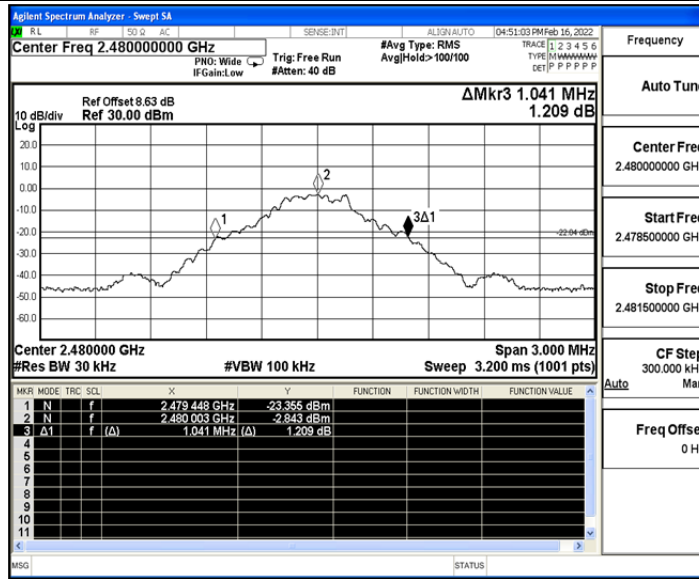 Agilent Spectrum Analyzer - Swept SA
RL RF 50 Ω AC SENSE:INT ALIGN AUTO 04:51:03 PM Feb 16, 2022
Center Freq 2.480000000 GHz
PNO: Wide Trig: Free Run
IFGain:Low #Atten: 40 dB
#Avg Type: RMS
Avg|Hold:> 100/100
TRACE 1 2 3 4 5 6
TYPE M W W W W W
DET P P P P P P
ΔMkr3 1.041 MHz
1.209 dB
Ref Offset 8.63 dB
10 dB/div Ref 30.00 dBm
Log
20.0
10.0
0.00
-10.0
-20.0
-30.0
-40.0
-50.0
-60.0
1
2
3Δ1
-22.84 dBm
Center 2.480000 GHz Span 3.000 MHz
#Res BW 30 kHz #VBW 100 kHz Sweep 3.200 ms (1001 pts)
MKR MODE TRC SCL X Y FUNCTION FUNCTION WIDTH FUNCTION VALUE
1 N f 2.479 448 GHz -23.355 dBm
2 N f 2.480 003 GHz -2.843 dBm
3 Δ1 f (Δ) 1.041 MHz (Δ) 1.209 dB
4
5
6
7
8
9
10
11
MSG STATUS
Frequency
Auto Tune
Center Fre
2.480000000 GH
Start Fre
2.478500000 GH
Stop Fre
2.481500000 GH
CF Step
300.000 kH
Auto Ma
Freq Offse
0 H